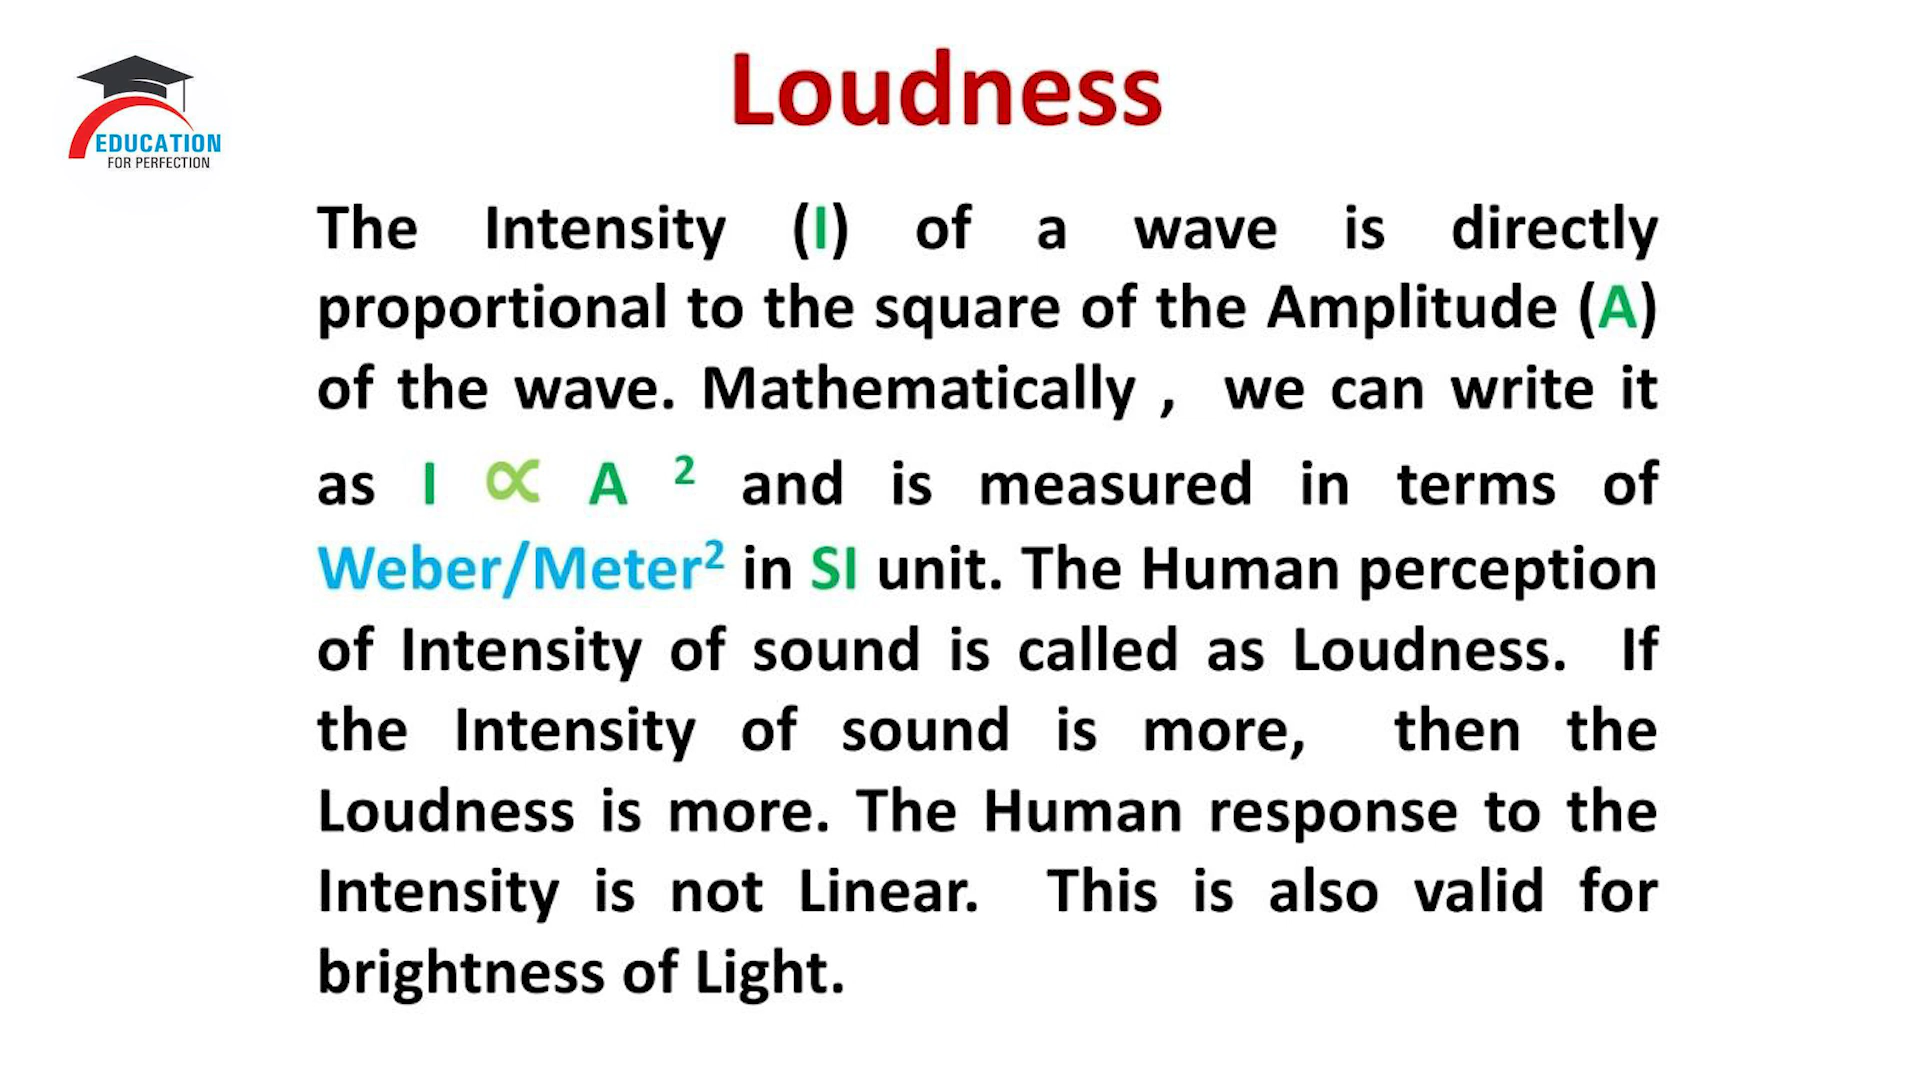 Loudness
EDUCATION
FOR PERFECTION
The Intensity (I) of a wave is directly
proportional to the square of the Amplitude (A)
of the wave. Mathematically , we can write it
as I ∝ A ² and is measured in terms of
Weber/Meter² in SI unit. The Human perception
of Intensity of sound is called as Loudness. If
the Intensity of sound is more, then the
Loudness is more. The Human response to the
Intensity is not Linear. This is also valid for
brightness of Light.